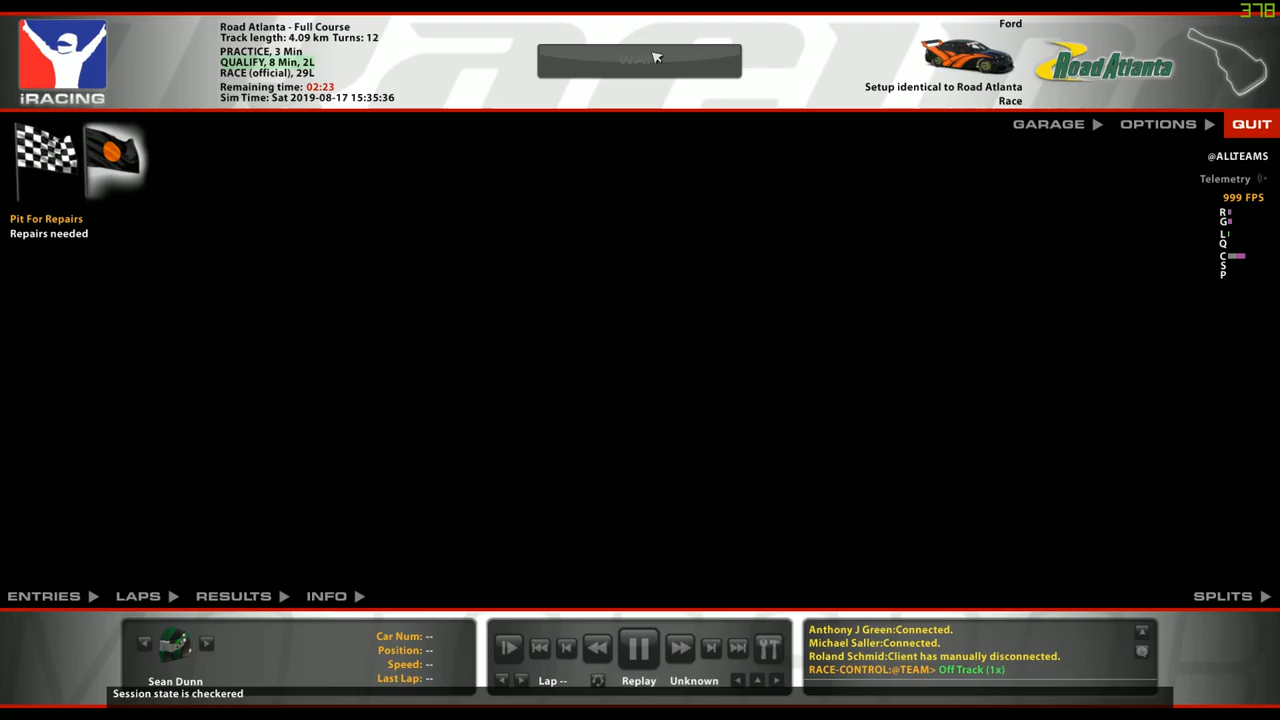 378
iRACING
Road Atlanta - Full Course
Track length: 4.09 km Turns: 12
PRACTICE, 3 Min
QUALIFY, 8 Min, 2L
RACE (official), 29L
Remaining time: 02:23
Sim Time: Sat 2019-08-17 15:35:36
Ford
Setup identical to Road Atlanta
Race
Road Atlanta
GARAGE
OPTIONS
QUIT
@ALLTEAMS
Telemetry
999 FPS
R
G
L
Q
C
S
P
Pit For Repairs
Repairs needed
ENTRIES
LAPS
RESULTS
INFO
SPLITS
Sean Dunn
Car Num: --
Position: --
Speed: --
Last Lap: --
Lap --
Replay
Unknown
Anthony J Green:Connected.
Michael Saller:Connected.
Roland Schmid:Client has manually disconnected.
RACE-CONTROL:@TEAM> Off Track (1x)
Session state is checkered